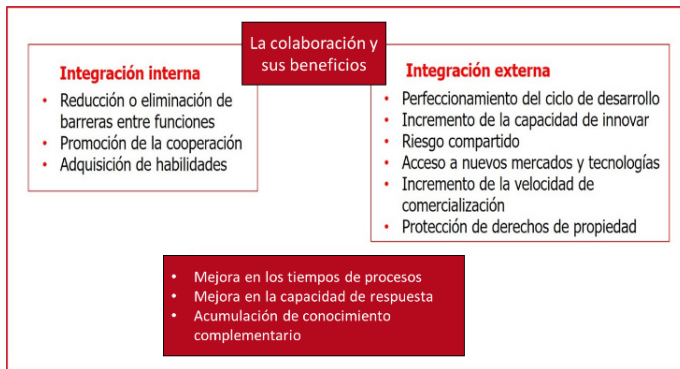 La colaboración y
sus beneficios
Integración interna
• Reducción o eliminación de
barreras entre funciones
• Promoción de la cooperación
• Adquisición de habilidades
Integración externa
• Perfeccionamiento del ciclo de desarrollo
• Incremento de la capacidad de innovar
• Riesgo compartido
• Acceso a nuevos mercados y tecnologías
• Incremento de la velocidad de
comercialización
• Protección de derechos de propiedad
• Mejora en los tiempos de procesos
• Mejora en la capacidad de respuesta
• Acumulación de conocimiento
complementario